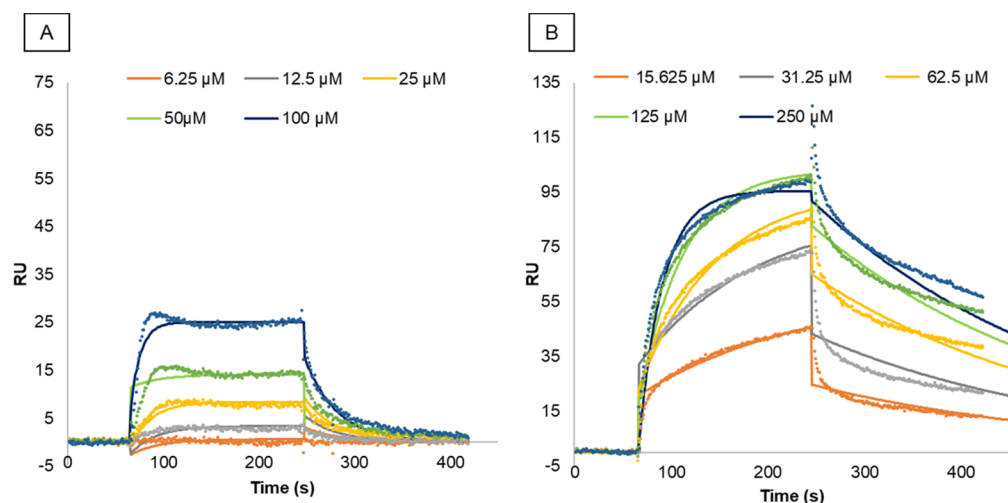 A
75
65
55
45
35
25
15
5
-5
RU
6.25 µM 12.5 µM 25 µM
50µM 100 µM
0 100 200 300 400
Time (s)
B
135
115
95
75
55
35
15
-5
RU
15.625 µM 31.25 µM 62.5 µM
125 µM 250 µM
0 100 200 300 400
Time (s)